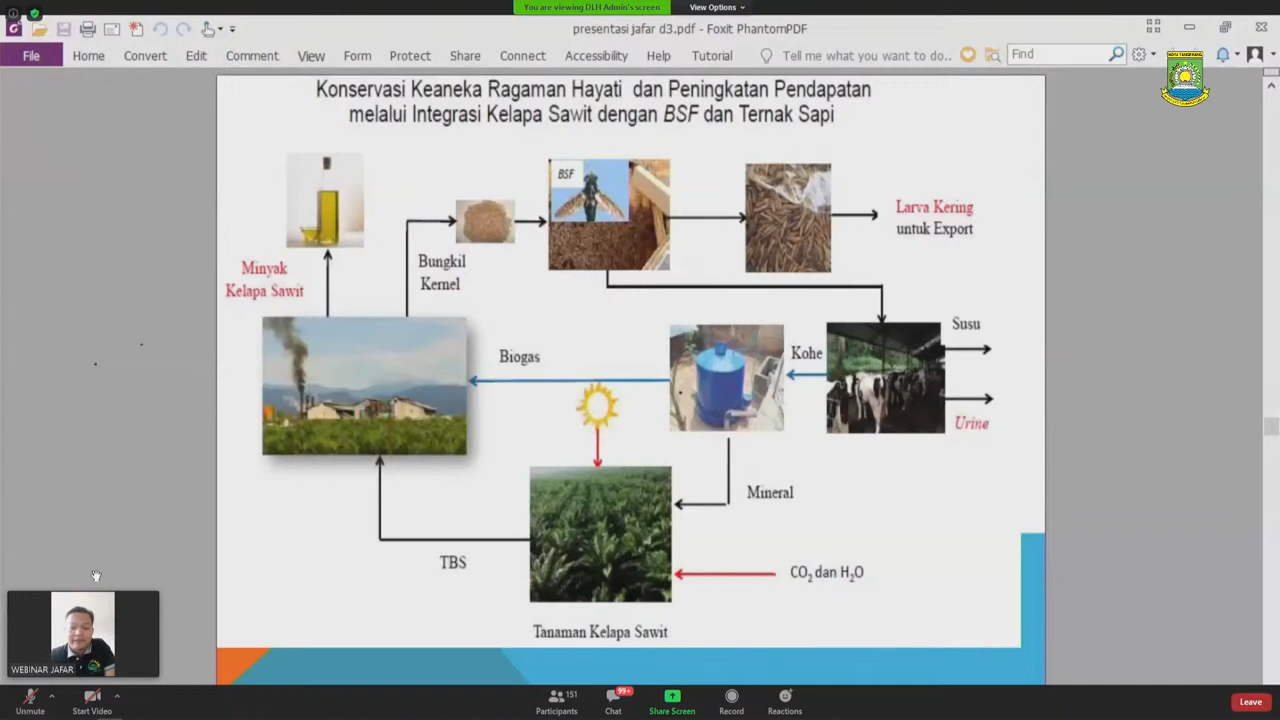 You are viewing DLH Admin's screen
View Options
presentasi jafar d3.pdf - Foxit PhantomPDF
File
Home
Convert
Edit
Comment
View
Form
Protect
Share
Connect
Accessibility
Help
Tutorial
Tell me what you want to do..
Find
Konservasi Keaneka Ragaman Hayati dan Peningkatan Pendapatan
melalui Integrasi Kelapa Sawit dengan BSF dan Ternak Sapi
BSF
Larva Kering
untuk Export
Bungkil
Kernel
Minyak
Kelapa Sawit
Susu
Biogas
Kohe
Urine
Mineral
TBS
CO₂ dan H₂O
Tanaman Kelapa Sawit
WEBINAR JAFAR
Unmute
Start Video
151
Participants
99+
Chat
Share Screen
Record
Reactions
Leave